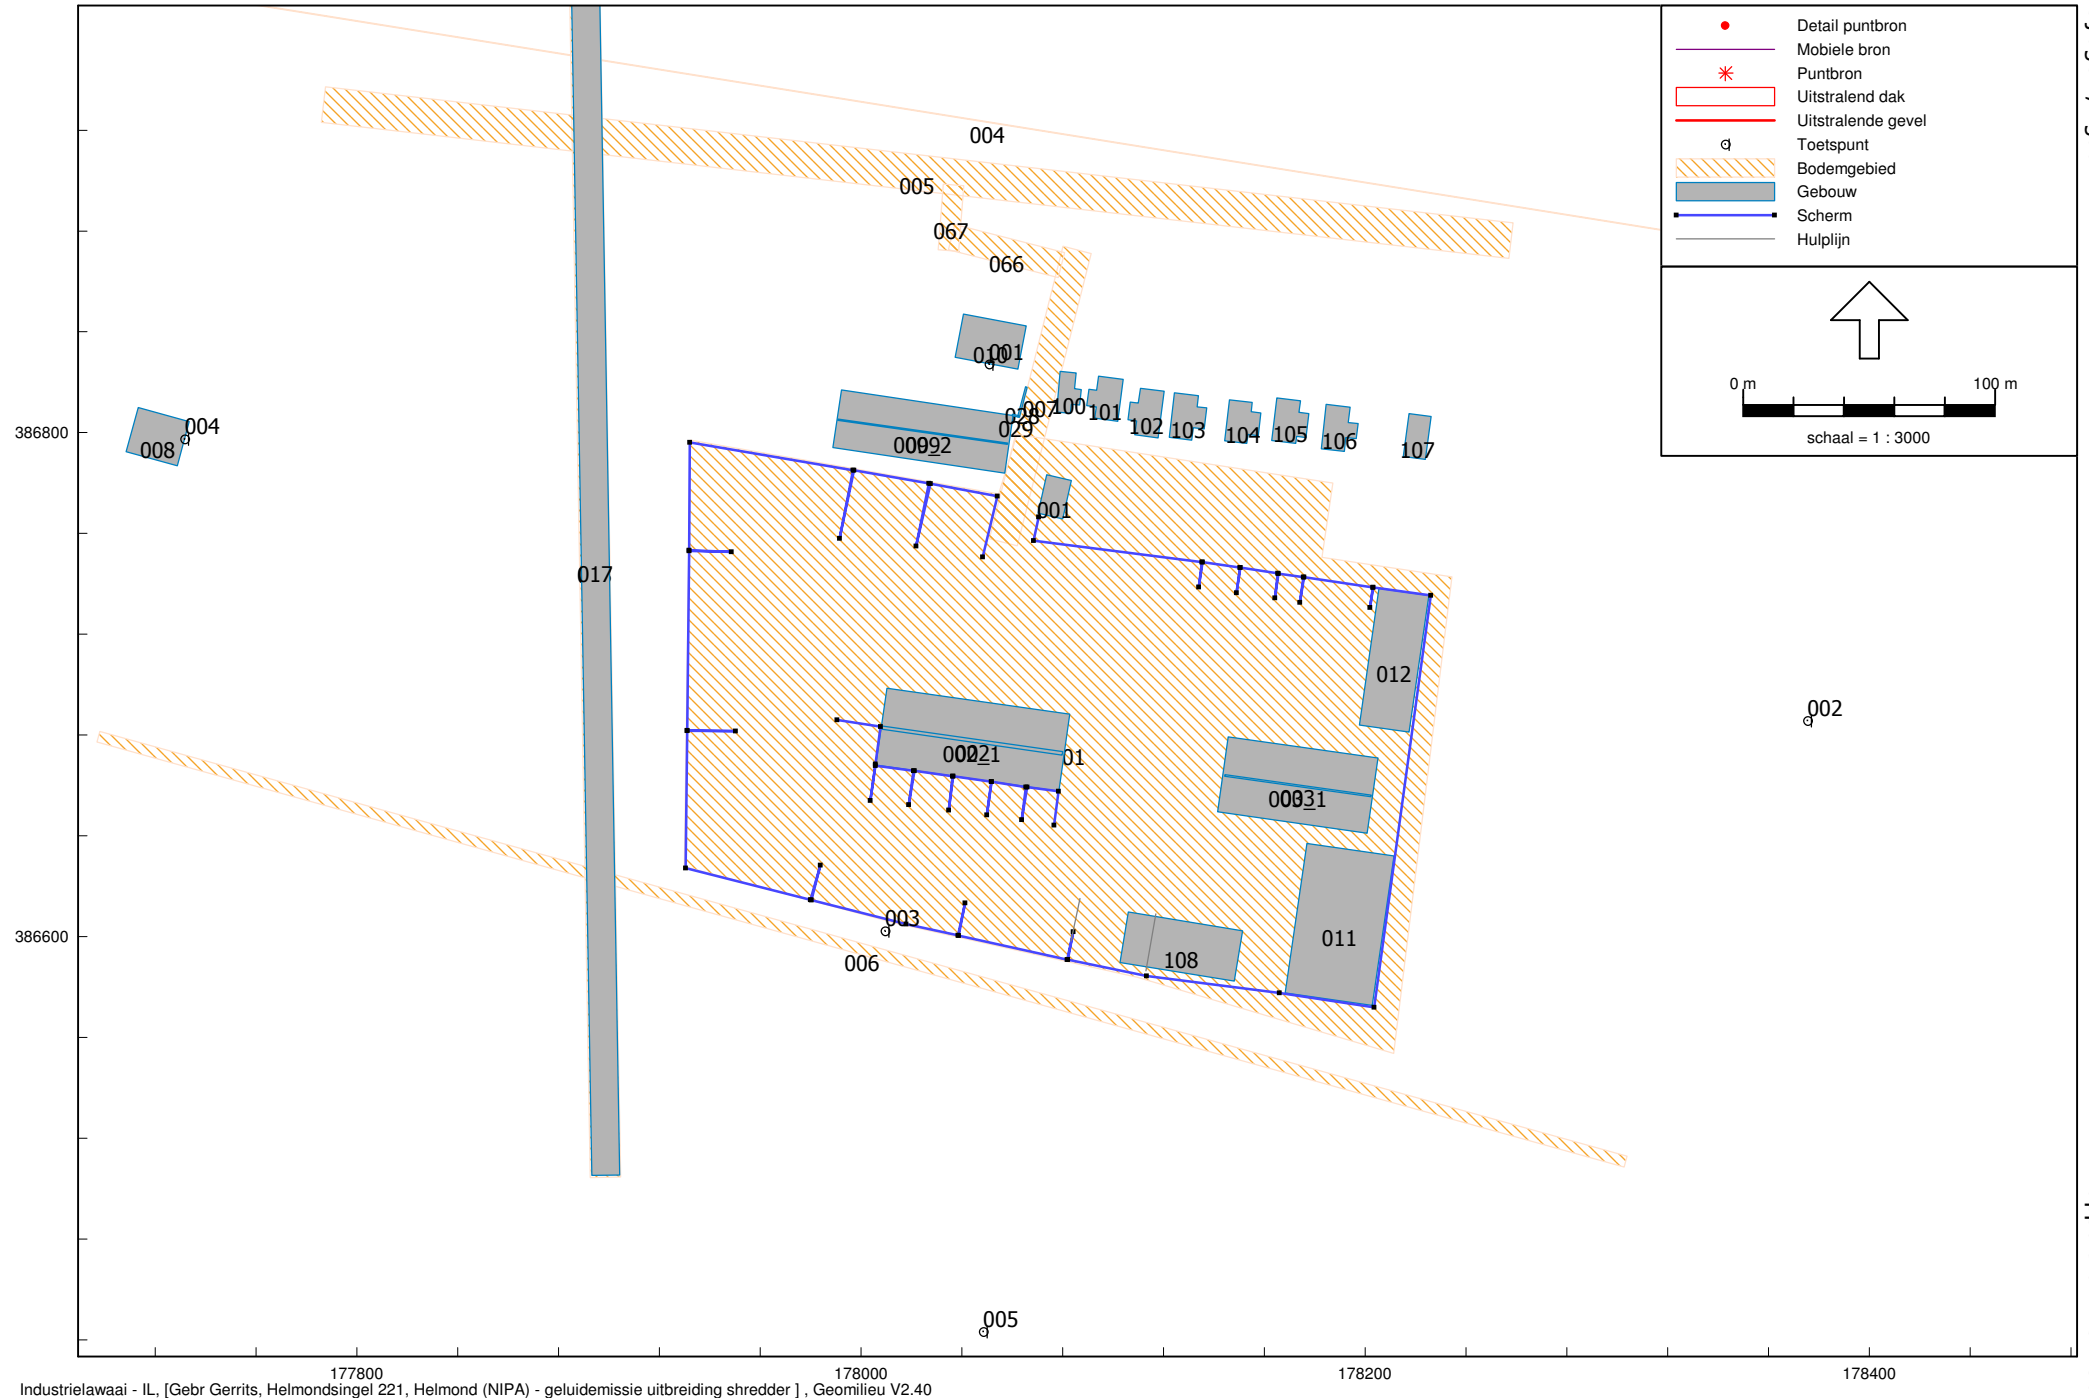 Detail puntbron
Mobiele bron
Puntbron
Uitstralend dak
Uitstralende gevel
Toetspunt
Bodemgebied
Gebouw
Scherm
Hulplijn
0 m 100 m
schaal = 1 : 3000
004
005
067
066
001
010
007
028
029
100
101
102
103
104
105
106
107
004
008
386800
001
017
012
002
01
003
006
108
011
386600
005
177800 178000 178200 178400
Industrielawaai - IL, [Gebr Gerrits, Helmondsingel 221, Helmond (NIPA) - geluidemissie uitbreiding shredder ] , Geomilieu V2.40